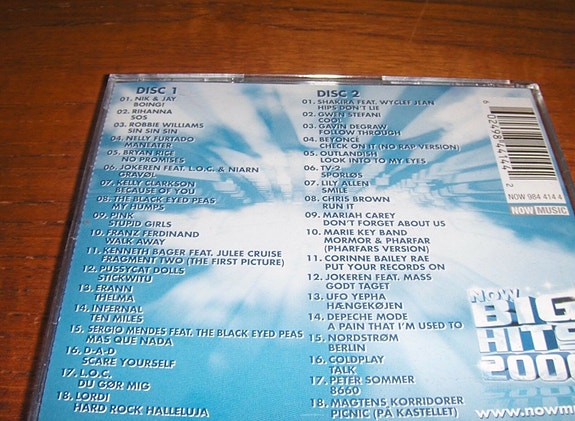 DISC 1
01. NIK & JAY
BOING!
02. RIHANNA
SOS
03. ROBBIE WILLIAMS
SIN SIN SIN
04. NELLY FURTADO
MANEATER
05. BRYAN RICE
NO PROMISES
06. JOKEREN FEAT. L.O.C. & NIARN
GRAVØL
07. KELLY CLARKSON
BECAUSE OF YOU
08. THE BLACK EYED PEAS
MY HUMPS
09. PINK
STUPID GIRLS
10. FRANZ FERDINAND
WALK AWAY
11. KENNETH BAGER FEAT. JULEE CRUISE
FRAGMENT TWO (THE FIRST PICTURE)
12. PUSSYCAT DOLLS
STICKWITU
13. ERANN
THELMA
14. INFERNAL
TEN MILES
15. SERGIO MENDES FEAT. THE BLACK EYED PEAS
MAS QUE NADA
16. D-A-D
SCARE YOURSELF
17. L.O.C.
DU GØR MIG
18. LORDI
HARD ROCK HALLELUJA
DISC 2
01. SHAKIRA FEAT. WYCLEF JEAN
HIPS DON'T LIE
02. GWEN STEFANI
COOL
03. GAVIN DEGRAW
FOLLOW THROUGH
04. BEYONCÉ
CHECK ON IT (NO RAP VERSION)
05. OUTLANDISH
LOOK INTO MY EYES
06. TV-2
SPORLØS
07. LILY ALLEN
SMILE
08. CHRIS BROWN
RUN IT
09. MARIAH CAREY
DON'T FORGET ABOUT US
10. MARIE KEY BAND
MORMOR & PHARFAR
(PHARFARS VERSION)
11. CORINNE BAILEY RAE
PUT YOUR RECORDS ON
12. JOKEREN FEAT. MASS
GODT TAGET
13. UFO YEPHA
HÆNGEKØJEN
14. DEPECHE MODE
A PAIN THAT I'M USED TO
15. NORDSTRØM
BERLIN
16. COLDPLAY
TALK
17. PETER SOMMER
8660
18. MAGTENS KORRIDORER
PICNIC (PÅ KASTELLET)
NOW 984 414 4
NOW! MUSIC
NOW
BIG
HITS
2006
www.nowm